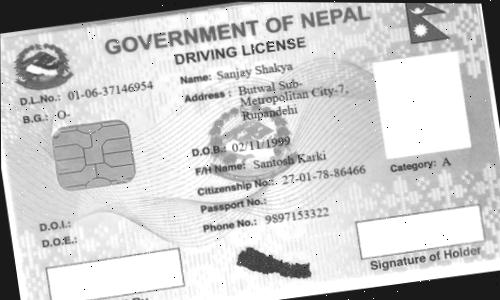 GOVERNMENT OF NEPAL
DRIVING LICENSE
D.L.No.: 01-06-37146954
B.G.: O-
Name: Sanjay Shakya
Address : Butwal Sub-
Metropolitan City-7,
Rupandehi
D.O.B.: 02/11/1999
F/H Name: Santosh Karki
Citizenship No.: 27-01-78-86466
Passport No.:
Phone No.: 9897153322
Category: A
D.O.I.:
D.O.E.:
Signature of Holder
By